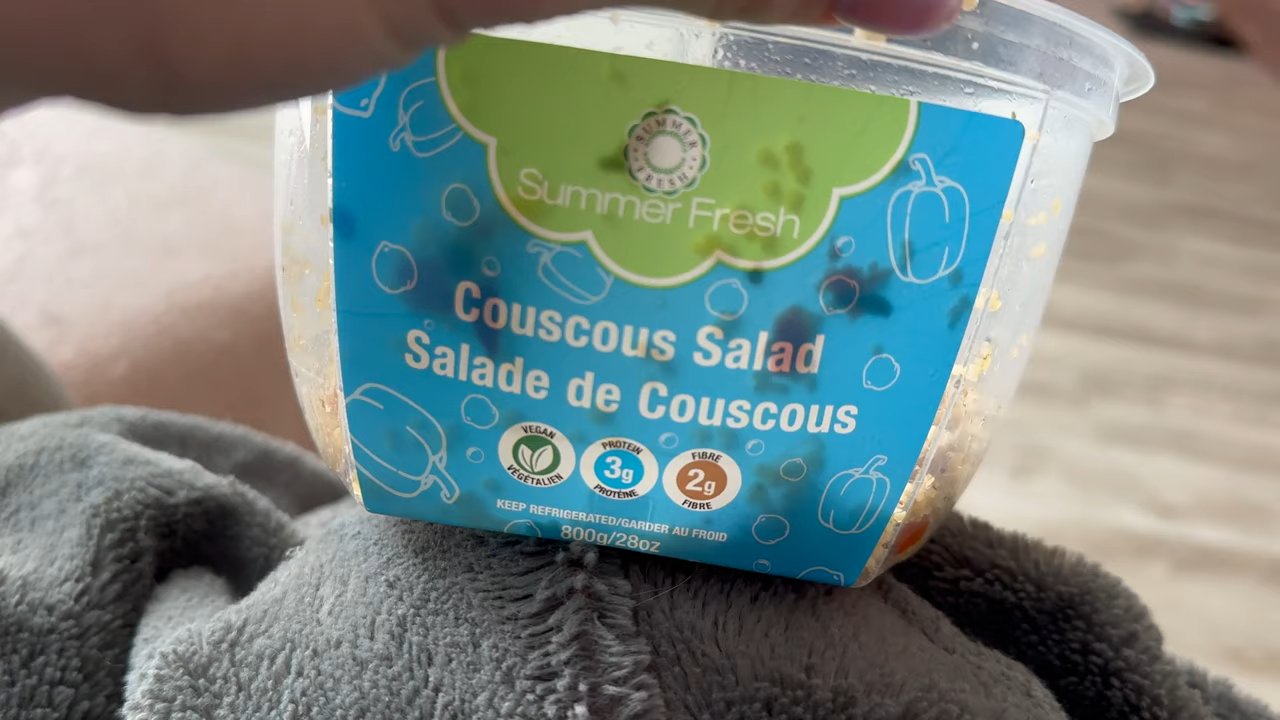 SUMMER
FRESH
Summer Fresh
Couscous Salad
Salade de Couscous
VEGAN
VÉGÉTALIEN
PROTEIN
3g
PROTÉINE
FIBRE
2g
FIBRE
KEEP REFRIGERATED/GARDER AU FROID
800g/28oz